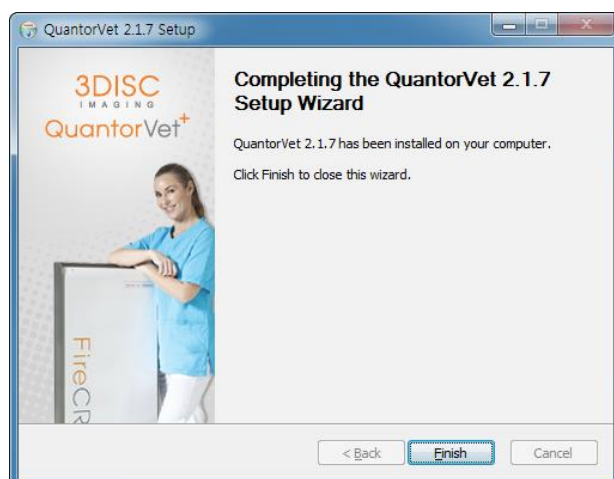 QuantorVet 2.1.7 Setup
3DISC
IMAGING
QuantorVet+
FireCR
Completing the QuantorVet 2.1.7
Setup Wizard
QuantorVet 2.1.7 has been installed on your computer.
Click Finish to close this wizard.
< Back
Finish
Cancel